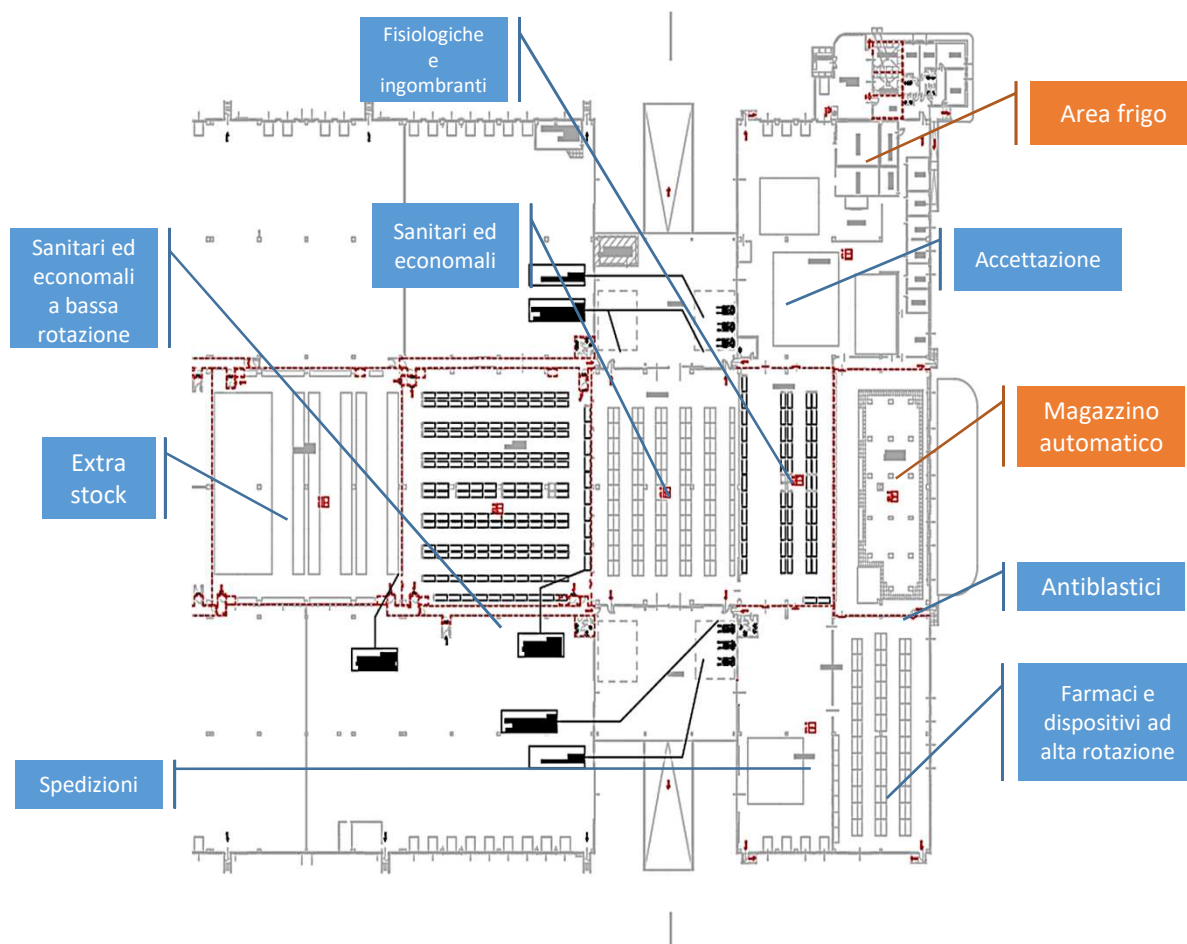 Fisiologiche
e
ingombranti
Area frigo
Sanitari ed
economali
a bassa
rotazione
Sanitari ed
economali
Accettazione
Magazzino
automatico
Extra
stock
Antiblastici
Farmaci e
dispositivi ad
alta rotazione
Spedizioni